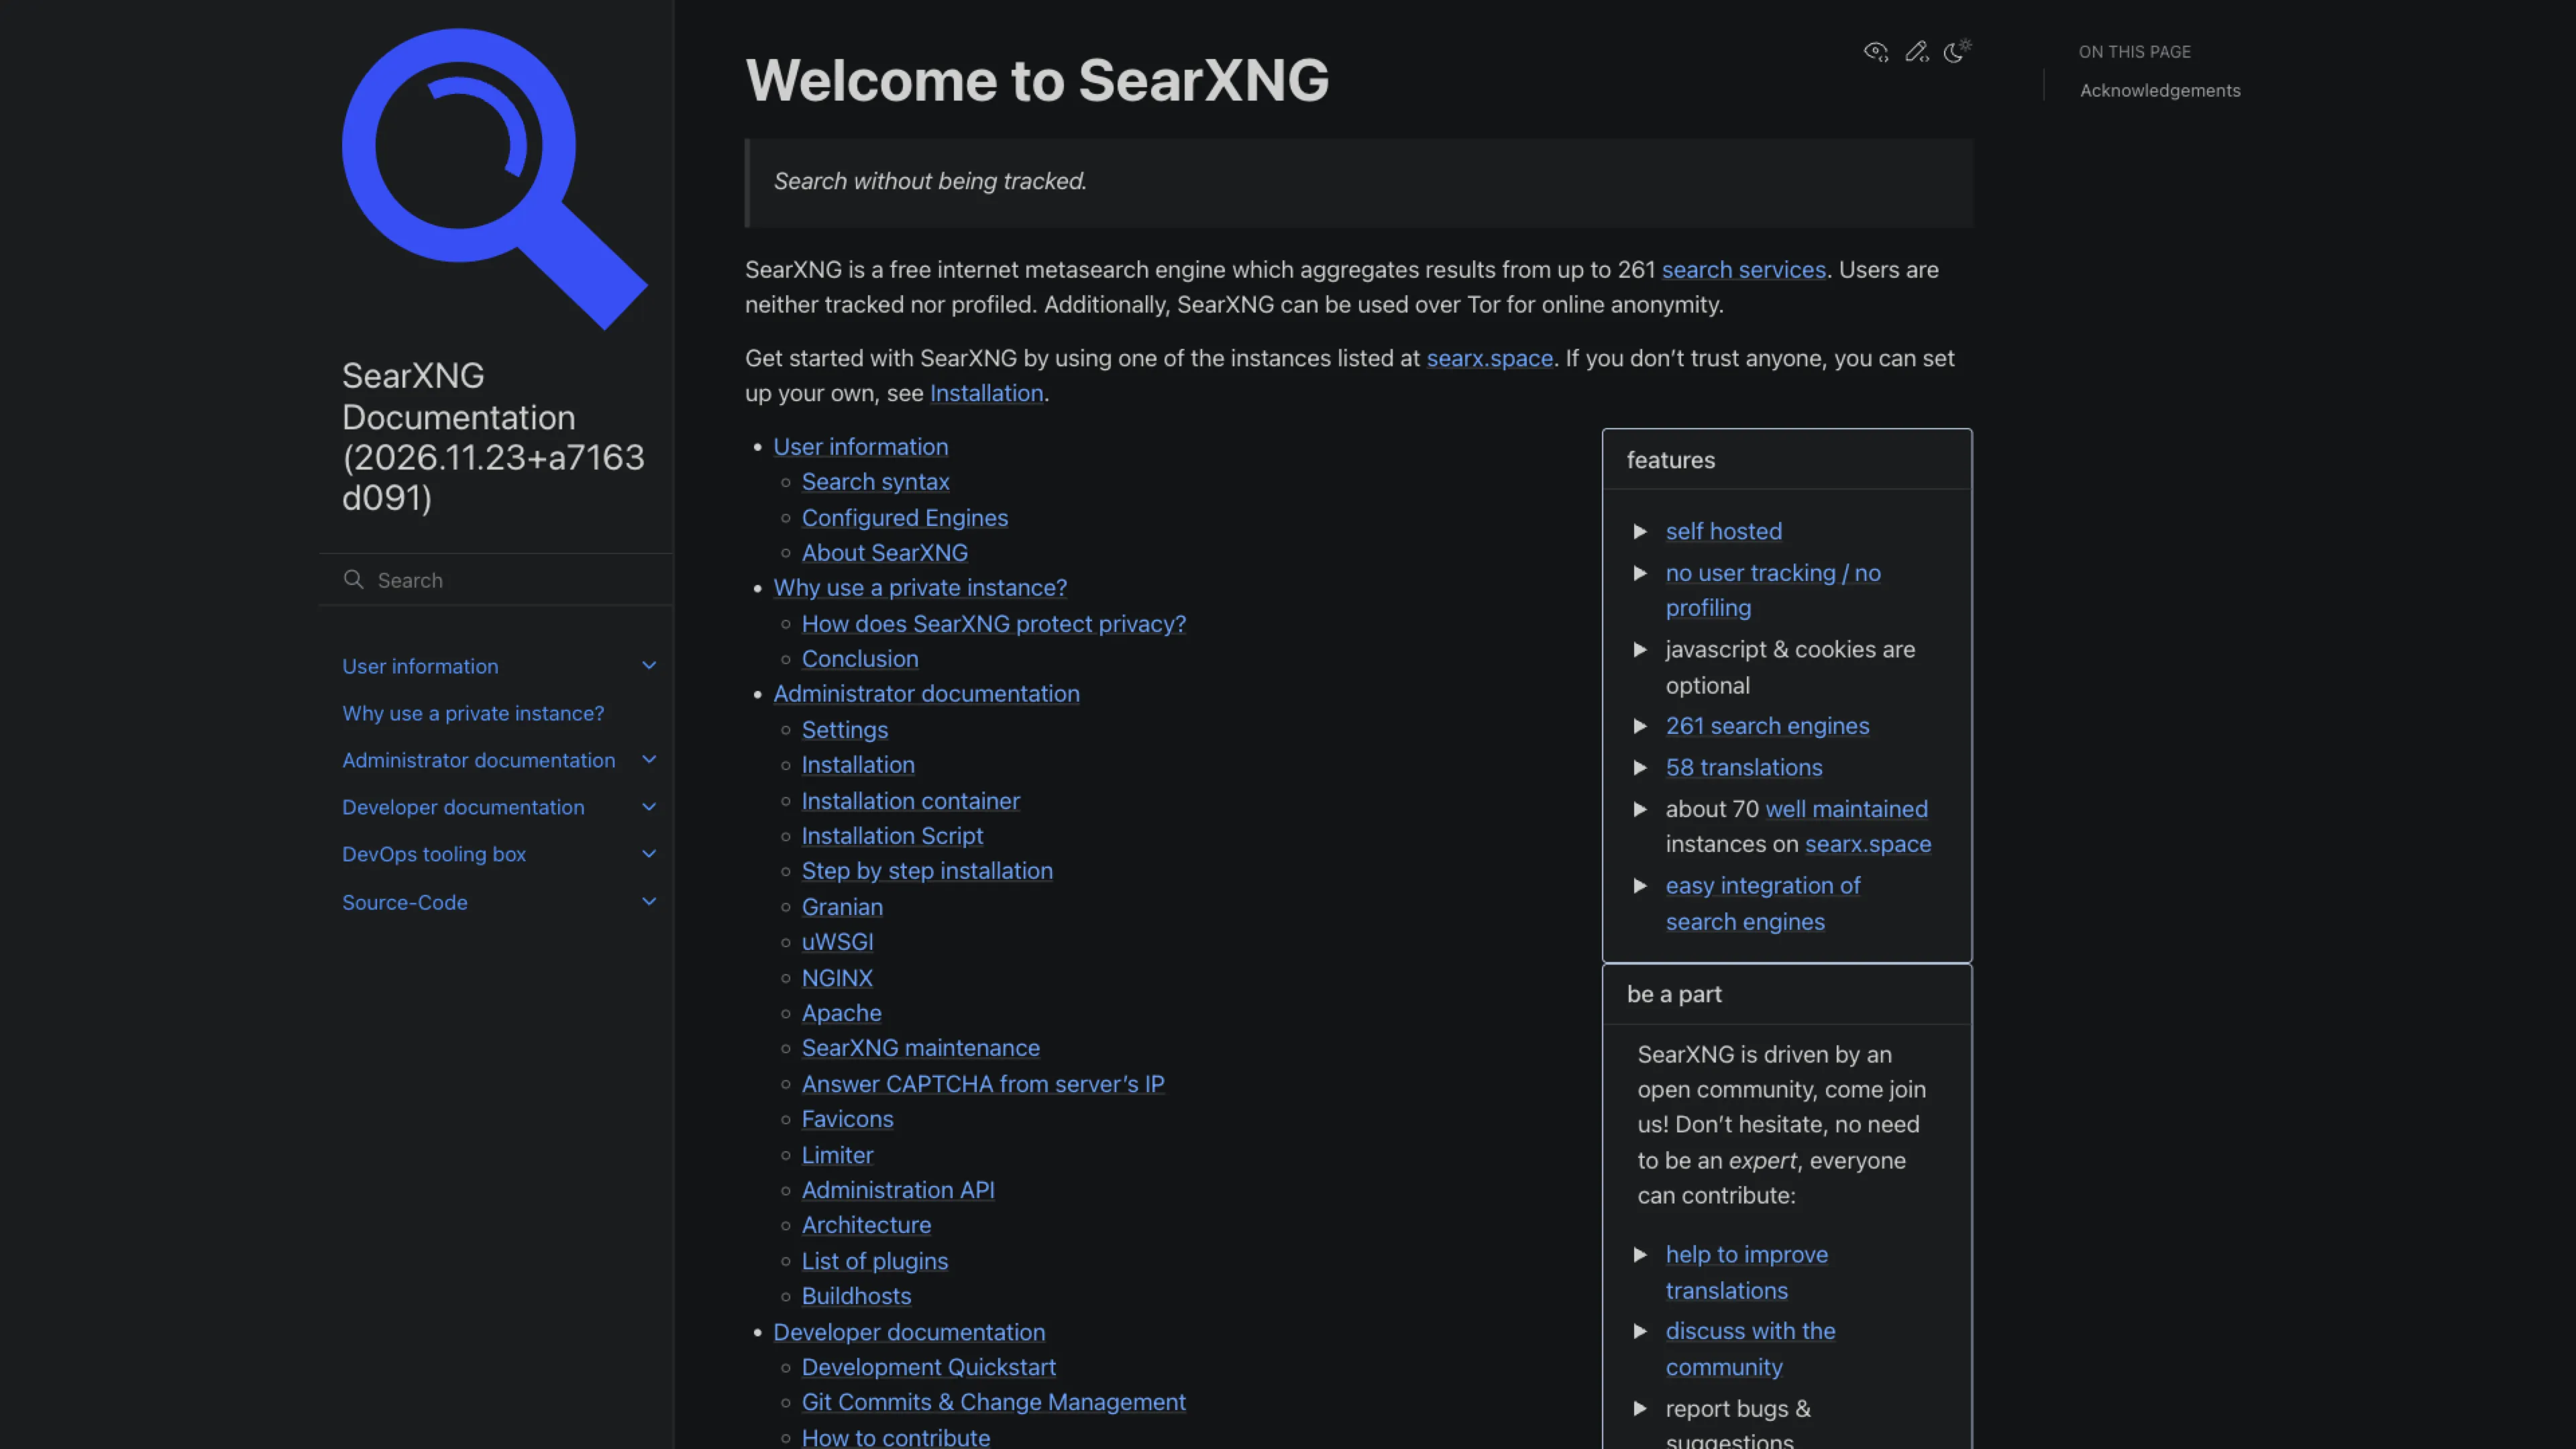 SearXNG
Documentation
(2026.11.23+a7163
d091)
Search
User information
Why use a private instance?
Administrator documentation
Developer documentation
DevOps tooling box
Source-Code
Welcome to SearXNG
Search without being tracked.
SearXNG is a free internet metasearch engine which aggregates results from up to 261 search services. Users are
neither tracked nor profiled. Additionally, SearXNG can be used over Tor for online anonymity.
Get started with SearXNG by using one of the instances listed at searx.space. If you don’t trust anyone, you can set
up your own, see Installation.
User information
Search syntax
Configured Engines
About SearXNG
Why use a private instance?
How does SearXNG protect privacy?
Conclusion
Administrator documentation
Settings
Installation
Installation container
Installation Script
Step by step installation
Granian
uWSGI
NGINX
Apache
SearXNG maintenance
Answer CAPTCHA from server’s IP
Favicons
Limiter
Administration API
Architecture
List of plugins
Buildhosts
Developer documentation
Development Quickstart
Git Commits & Change Management
How to contribute
features
self hosted
no user tracking / no
profiling
javascript & cookies are
optional
261 search engines
58 translations
about 70 well maintained
instances on searx.space
easy integration of
search engines
be a part
SearXNG is driven by an
open community, come join
us! Don’t hesitate, no need
to be an expert, everyone
can contribute:
help to improve
translations
discuss with the
community
report bugs &
suggestions
ON THIS PAGE
Acknowledgements